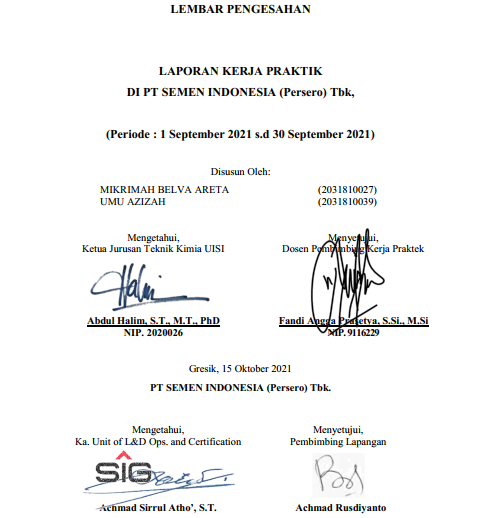 LEMBAR PENGESAHAN
LAPORAN KERJA PRAKTIK
DI PT SEMEN INDONESIA (Persero) Tbk,
(Periode : 1 September 2021 s.d 30 September 2021)
Disusun Oleh:
MIKRIMAH BELVA ARETA (2031810027)
UMU AZIZAH (2031810039)
Mengetahui, Menyetujui,
Ketua Jurusan Teknik Kimia UISI Dosen Pembimbing Kerja Praktek
Halim
Abdul Halim, S.T., M.T., PhD Fandi Angga Prasetya, S.Si., M.Si
NIP. 2020026 NIP. 9116229
Gresik, 15 Oktober 2021
PT SEMEN INDONESIA (Persero) Tbk.
Mengetahui, Menyetujui,
Ka. Unit of L&D Ops. and Certification Pembimbing Lapangan
SIG
Achmad Sirrul Atho', S.T. Achmad Rusdiyanto